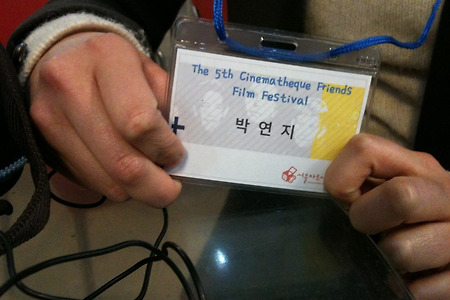 The 5th Cinematheque Friends
Film Festival
박연지